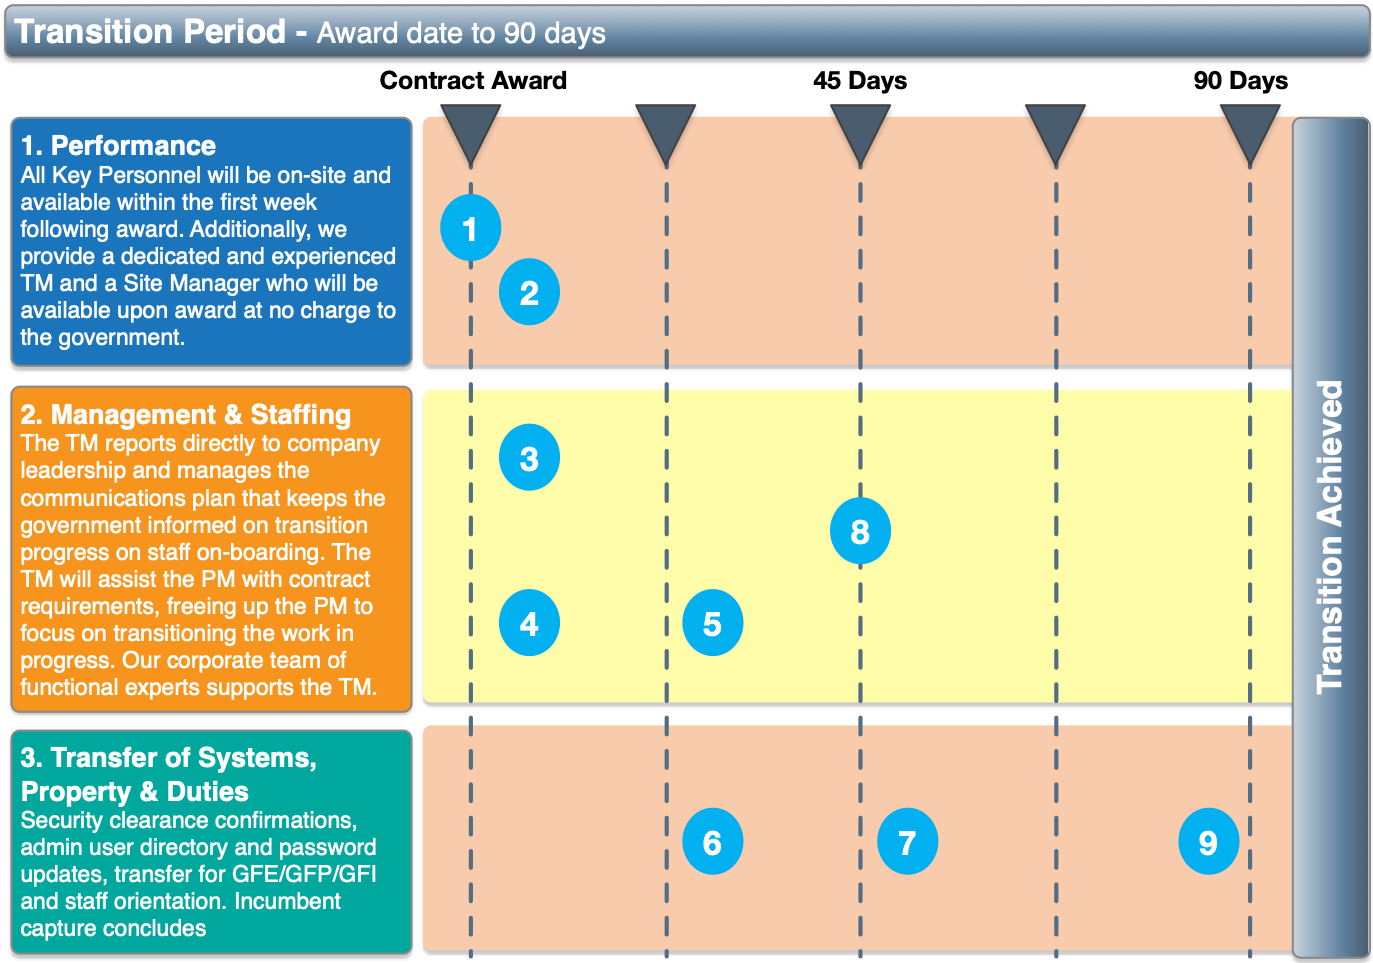 Transition Period - Award date to 90 days
Contract Award
45 Days
90 Days
1. Performance
All Key Personnel will be on-site and
available within the first week
following award. Additionally, we
provide a dedicated and experienced
TM and a Site Manager who will be
available upon award at no charge to
the government.
1
2
2. Management & Staffing
The TM reports directly to company
leadership and manages the
communications plan that keeps the
government informed on transition
progress on staff on-boarding. The
TM will assist the PM with contract
requirements, freeing up the PM to
focus on transitioning the work in
progress. Our corporate team of
functional experts supports the TM.
3
8
4
5
3. Transfer of Systems,
Property & Duties
Security clearance confirmations,
admin user directory and password
updates, transfer for GFE/GFP/GFI
and staff orientation. Incumbent
capture concludes
6
7
9
Transition Achieved